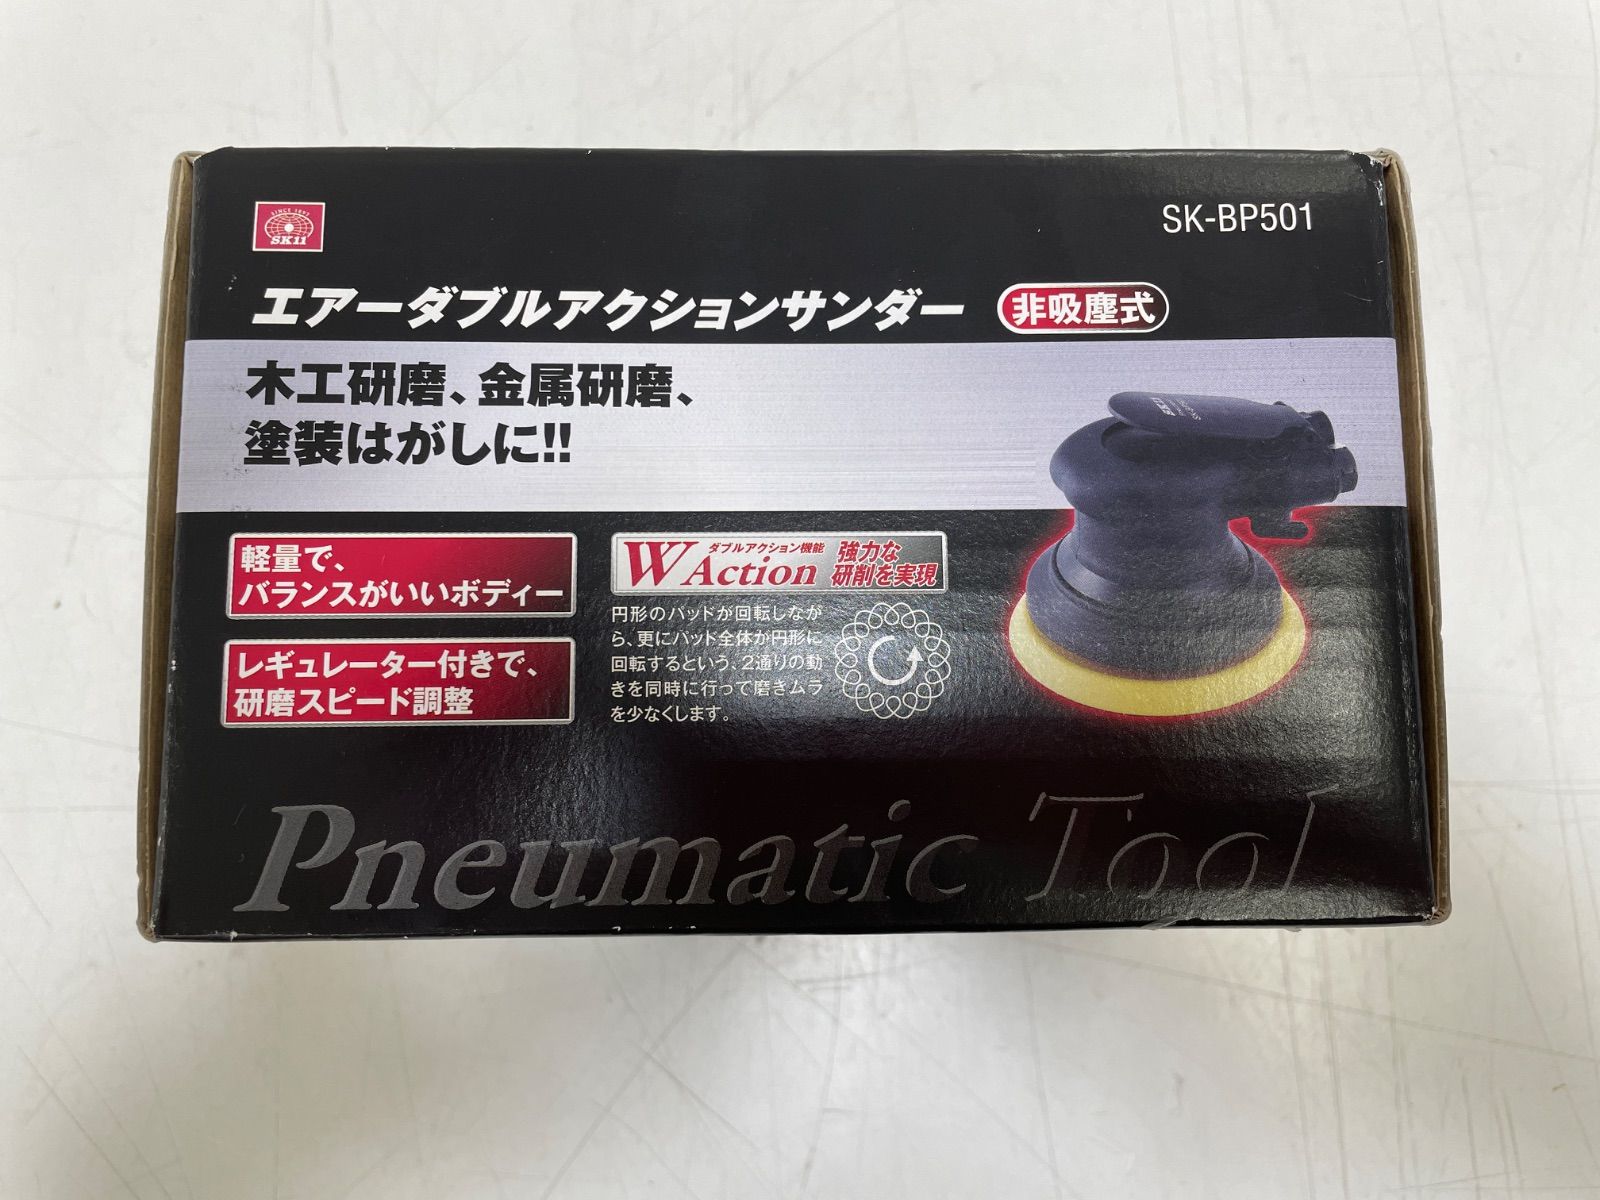 SINCE 1897
SK11
SK-BP501
エアーダブルアクションサンダー
非吸塵式
木工研磨、金属研磨、
塗装はがしに!!
軽量で、
バランスがいいボディー
レギュレーター付きで、
研磨スピード調整
ダブルアクション機能
W Action
強力な
研削を実現
円形のパッドが回転しなが
ら、更にパッド全体が円形に
回転するという、2通りの動
きを同時に行って磨きムラ
を少なくします。
Pneumatic Tool